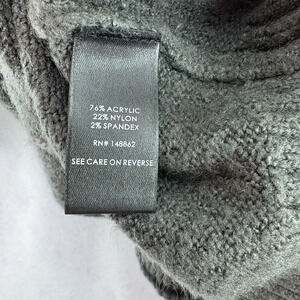 76% ACRYLIC
22% NYLON
2% SPANDEX
RN# 148862
SEE CARE ON REVERSE